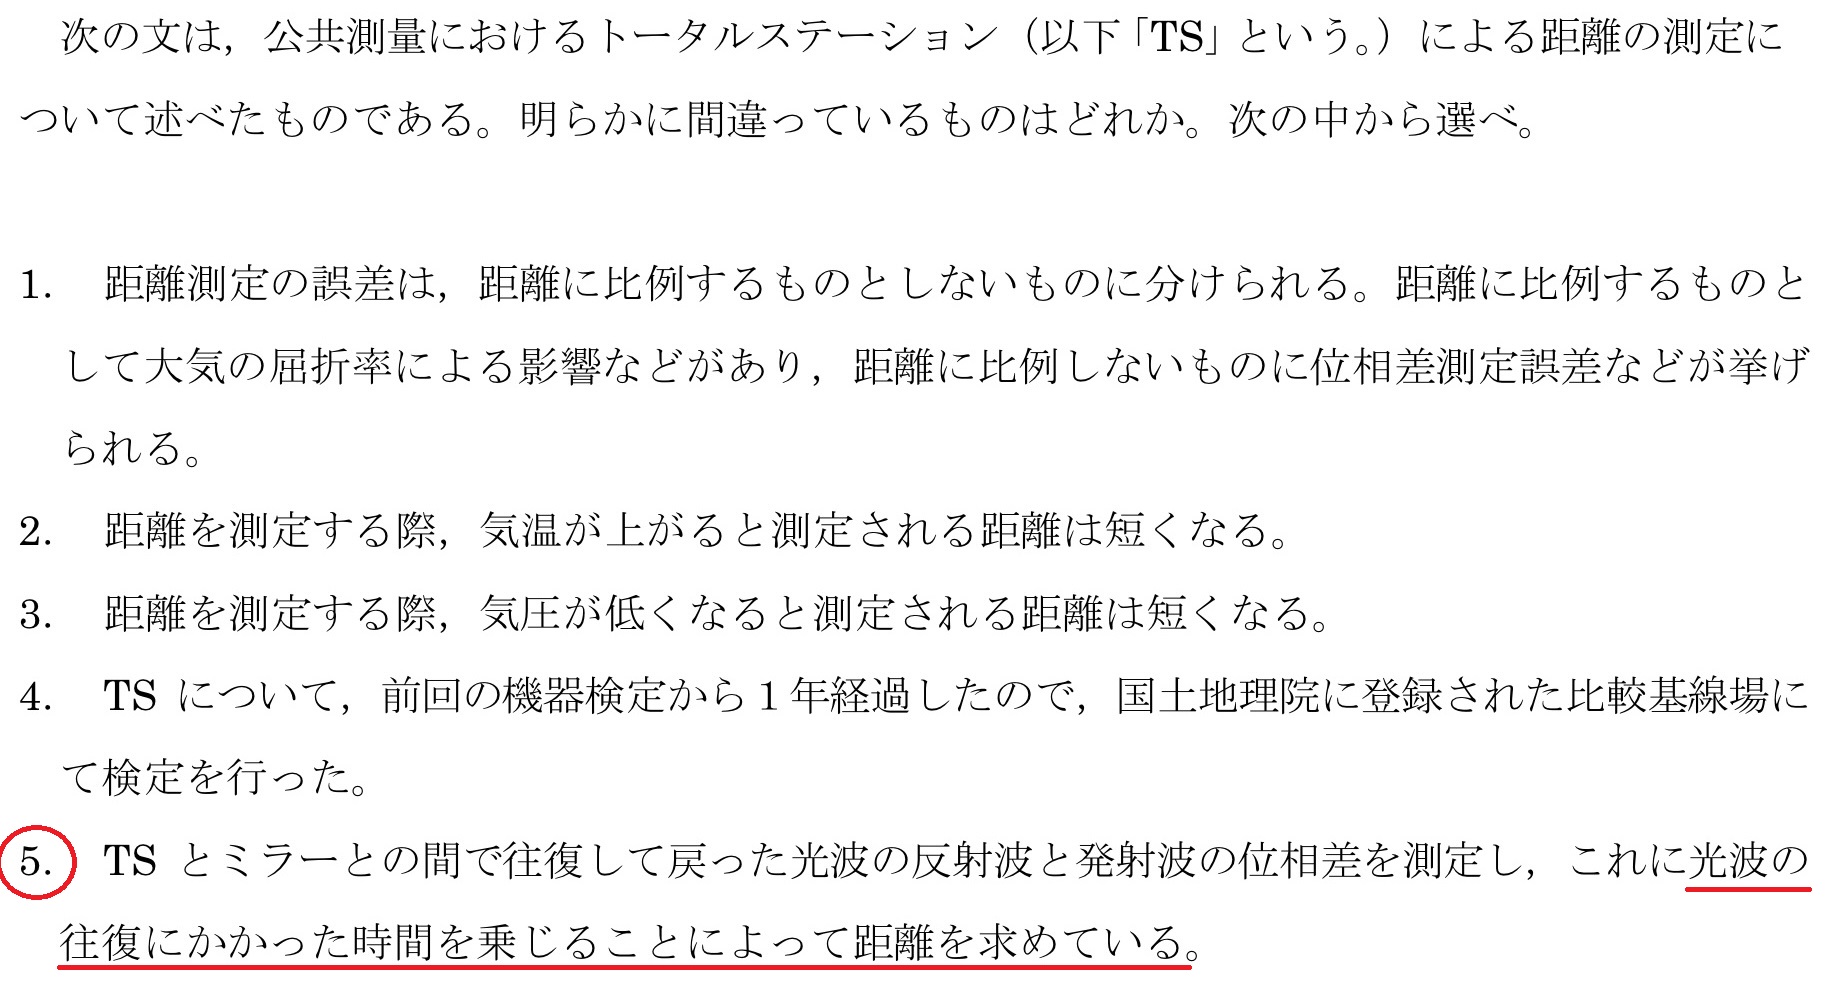 次の文は，公共測量におけるトータルステーション（以下「TS」という。）による距離の測定に
ついて述べたものである。明らかに間違っているものはどれか。次の中から選べ。
1.　距離測定の誤差は，距離に比例するものとしないものに分けられる。距離に比例するものと
して大気の屈折率による影響などがあり，距離に比例しないものに位相差測定誤差などが挙げ
られる。
2.　距離を測定する際，気温が上がると測定される距離は短くなる。
3.　距離を測定する際，気圧が低くなると測定される距離は短くなる。
4.　TS について，前回の機器検定から１年経過したので，国土地理院に登録された比較基線場に
て検定を行った。
5.　TS とミラーとの間で往復して戻った光波の反射波と発射波の位相差を測定し，これに光波の
往復にかかった時間を乗じることによって距離を求めている。